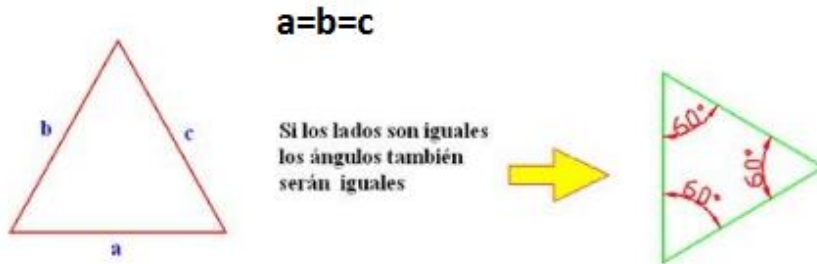 a=b=c
b
c
a
Si los lados son iguales
los ángulos también
serán iguales
60°
60°
60°